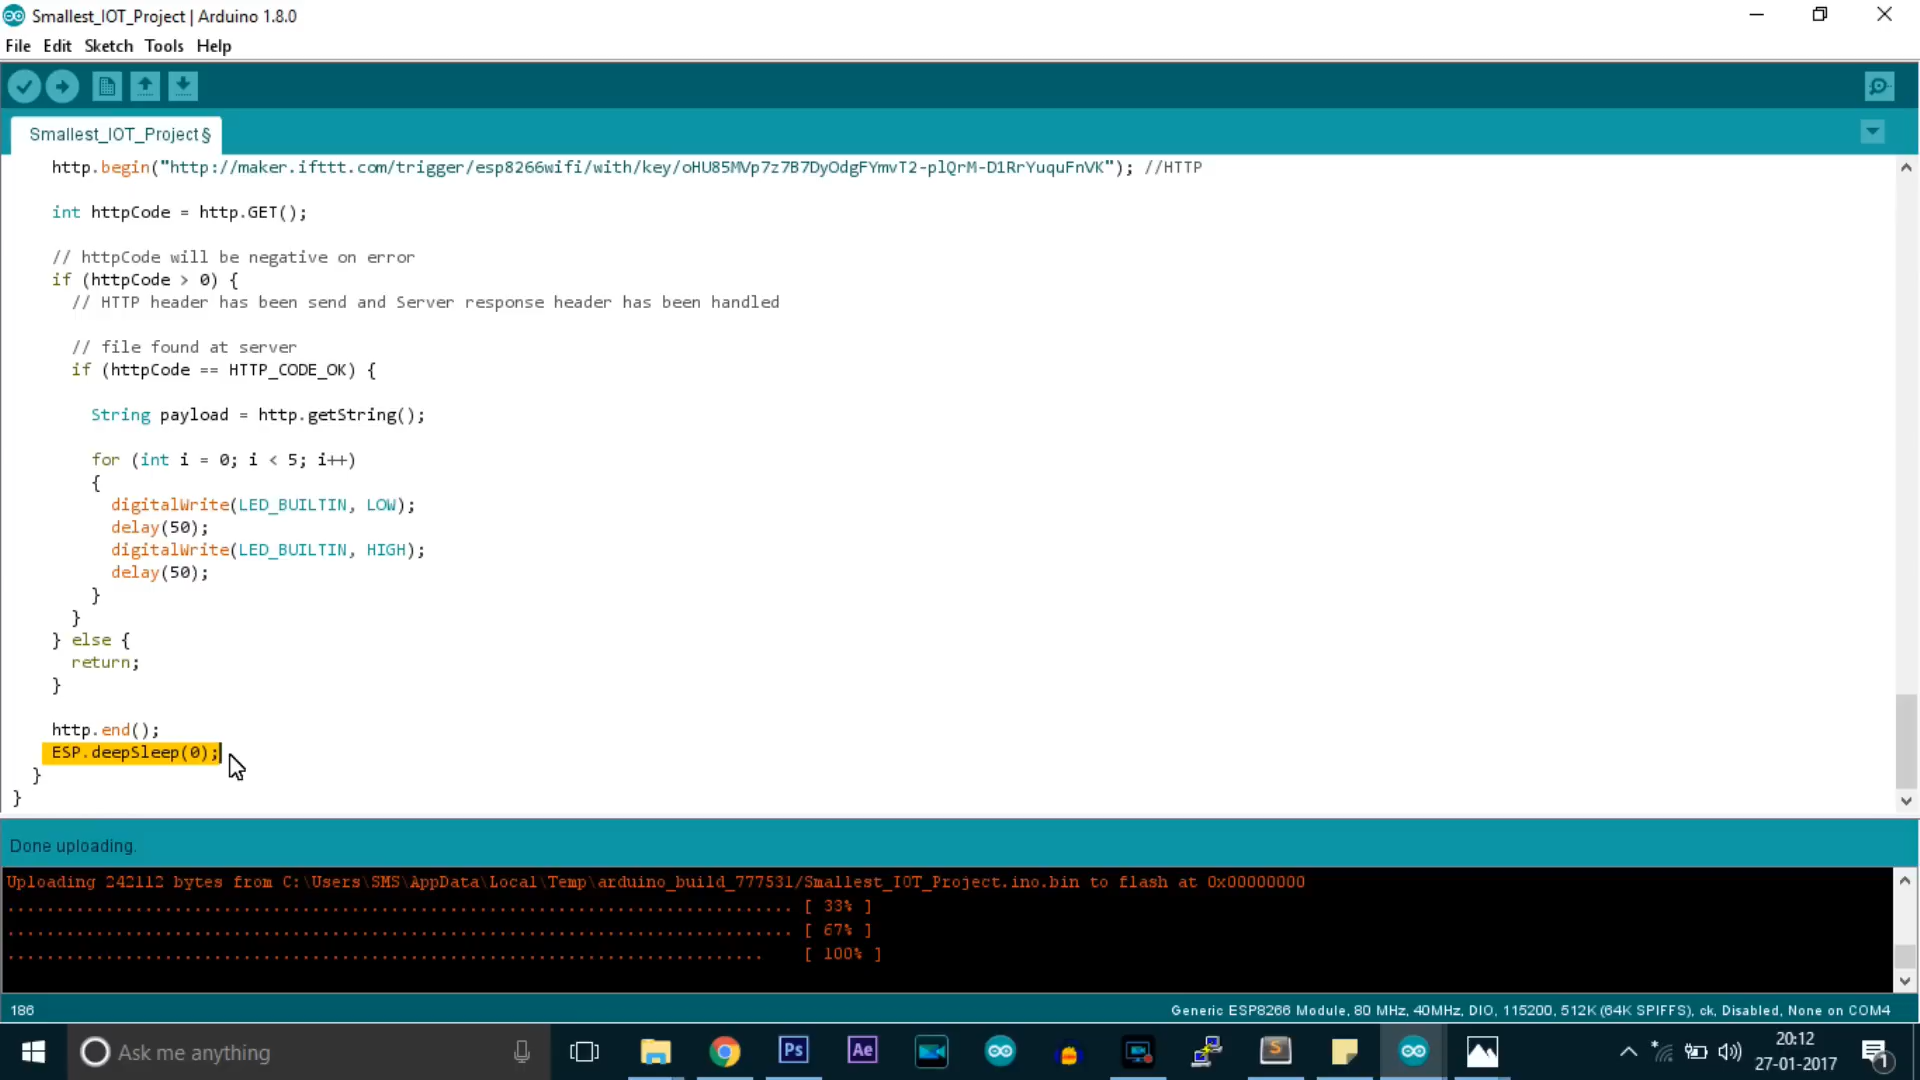 Smallest_IOT_Project | Arduino 1.8.0
File Edit Sketch Tools Help
Smallest_IOT_Project §
http.begin("http://maker.ifttt.com/trigger/esp8266wifi/with/key/oHU85MVp7z7B7DyOdgFYmvT2-plQrM-D1RrYuquFnVK"); //HTTP
int httpCode = http.GET();
// httpCode will be negative on error
if (httpCode > 0) {
// HTTP header has been send and Server response header has been handled
// file found at server
if (httpCode == HTTP_CODE_OK) {
String payload = http.getString();
for (int i = 0; i < 5; i++)
{
digitalWrite(LED_BUILTIN, LOW);
delay(50);
digitalWrite(LED_BUILTIN, HIGH);
delay(50);
}
}
} else {
return;
}
http.end();
ESP.deepSleep(0);
}
}
Done uploading.
Uploading 242112 bytes from C:\Users\SMS\AppData\Local\Temp\arduino_build_777531/Smallest_IOT_Project.ino.bin to flash at 0x00000000
................................................................................ [ 33% ]
................................................................................ [ 67% ]
............................................................................. [ 100% ]
186 Generic ESP8266 Module, 80 MHz, 40MHz, DIO, 115200, 512K (64K SPIFFS), ck, Disabled, None on COM4
Ask me anything Ps Ae S 20:12
27-01-2017 1